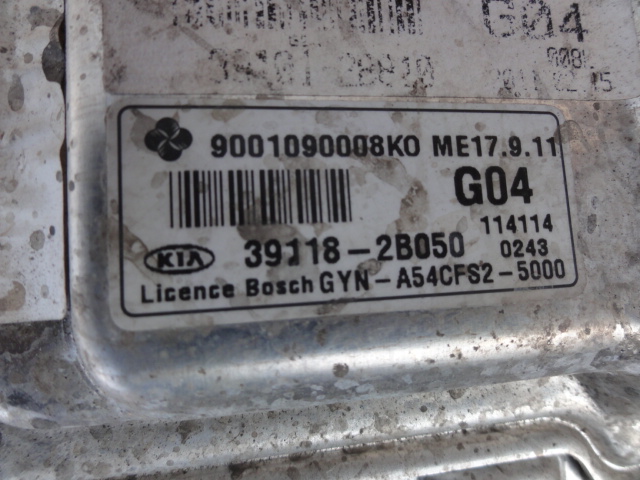 G04
9001090008KO ME17.9.11
G04
114114
KIA 39118-2B050 0243
Licence Bosch GYN-A54CFS2-5000